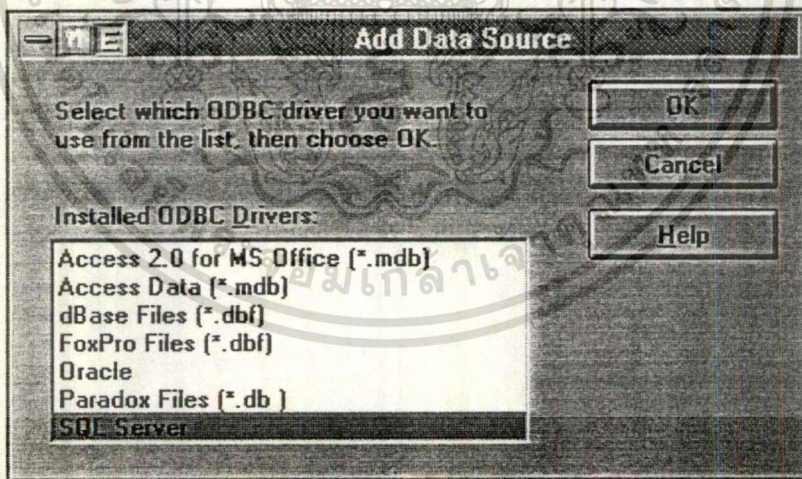 Add Data Source
Select which ODBC driver you want to
use from the list, then choose OK.
OK
Cancel
Help
Installed ODBC Drivers:
Access 2.0 for MS Office (*.mdb)
Access Data (*.mdb)
dBase Files (*.dbf)
FoxPro Files (*.dbf)
Oracle
Paradox Files (*.db )
SQL Server